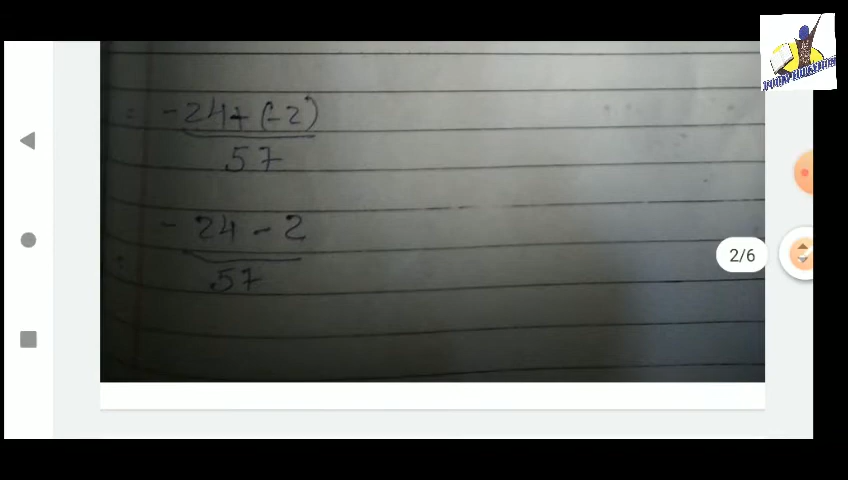 = -24+(-2)
57
- 24 - 2
57
2/6